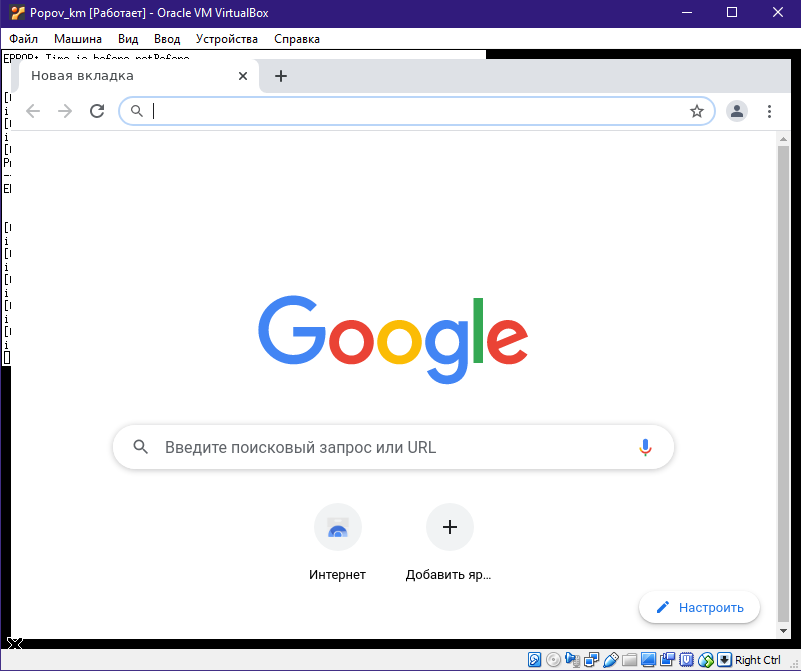 Popov_km [Работает] - Oracle VM VirtualBox
Файл Машина Вид Ввод Устройства Справка
ERROR: Time is before notBefore
Новая вкладка
Google
Введите поисковый запрос или URL
Интернет
Добавить яр...
Настроить
Right Ctrl